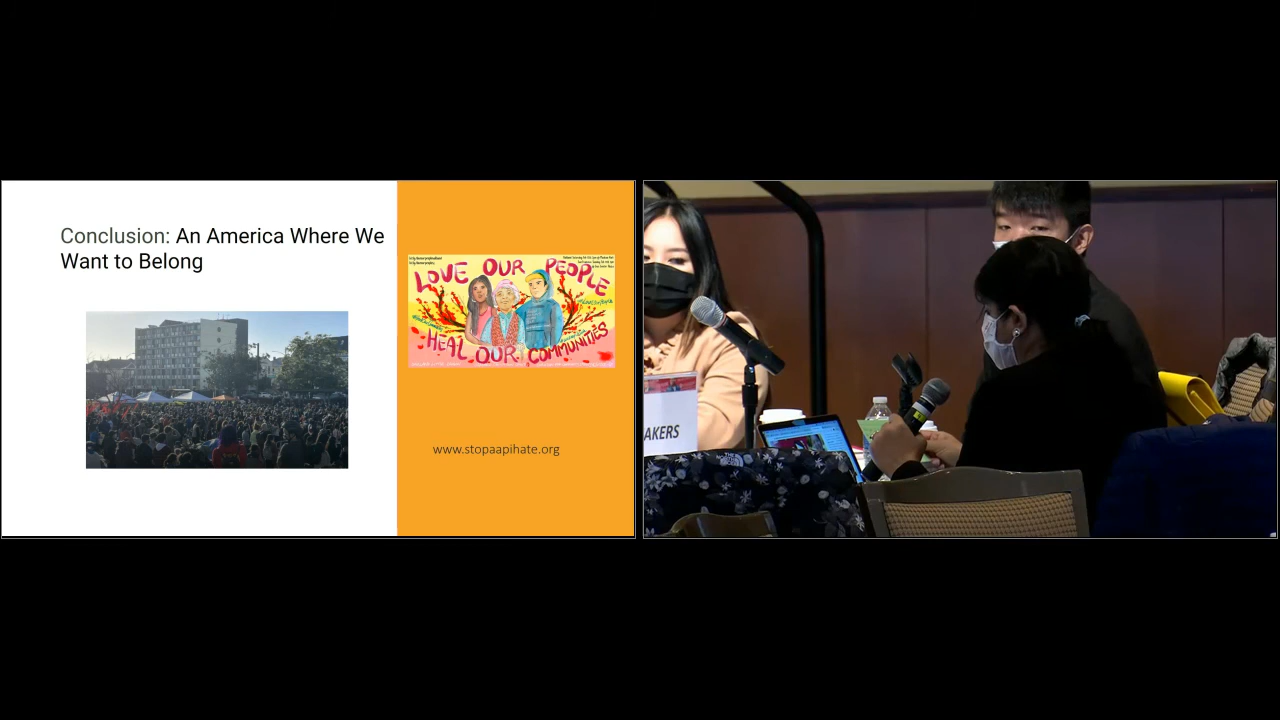 Conclusion: An America Where We
Want to Belong
LOVE OUR PEOPLE
HEAL OUR COMMUNITIES
www.stopaapihate.org
AKERS